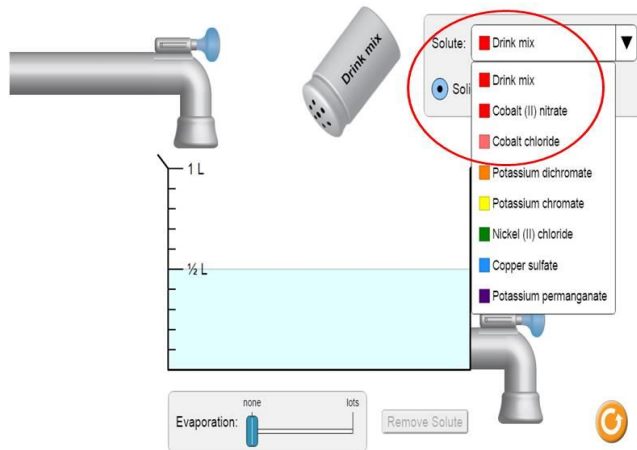 Solute: Drink mix
Drink mix
Soli
Drink mix
Cobalt (II) nitrate
Cobalt chloride
Potassium dichromate
Potassium chromate
Nickel (II) chloride
Copper sulfate
Potassium permanganate
1 L
½ L
none
lots
Evaporation:
Remove Solute